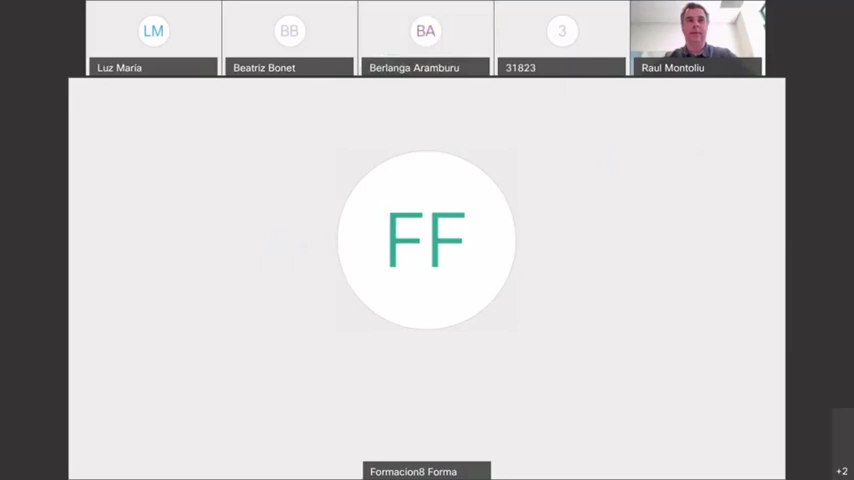 LM
BB
BA
3
Luz María
Beatriz Bonet
Berlanga Aramburu
31823
Raul Montoliu
FF
Formacion8 Forma
+2